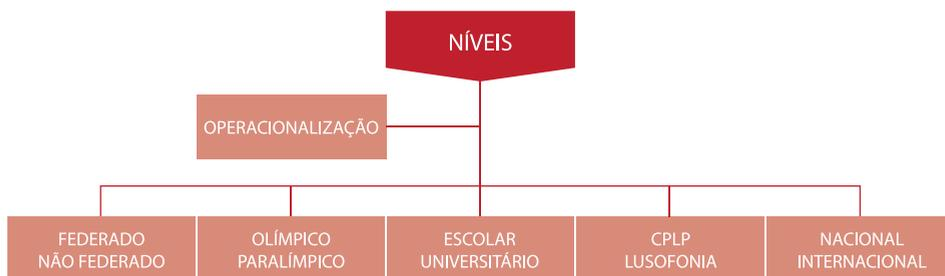 NÍVEIS
OPERACIONALIZAÇÃO
FEDERADO
NÃO FEDERADO
OLÍMPICO
PARALÍMPICO
ESCOLAR
UNIVERSITÁRIO
CPLP
LUSOFONIA
NACIONAL
INTERNACIONAL